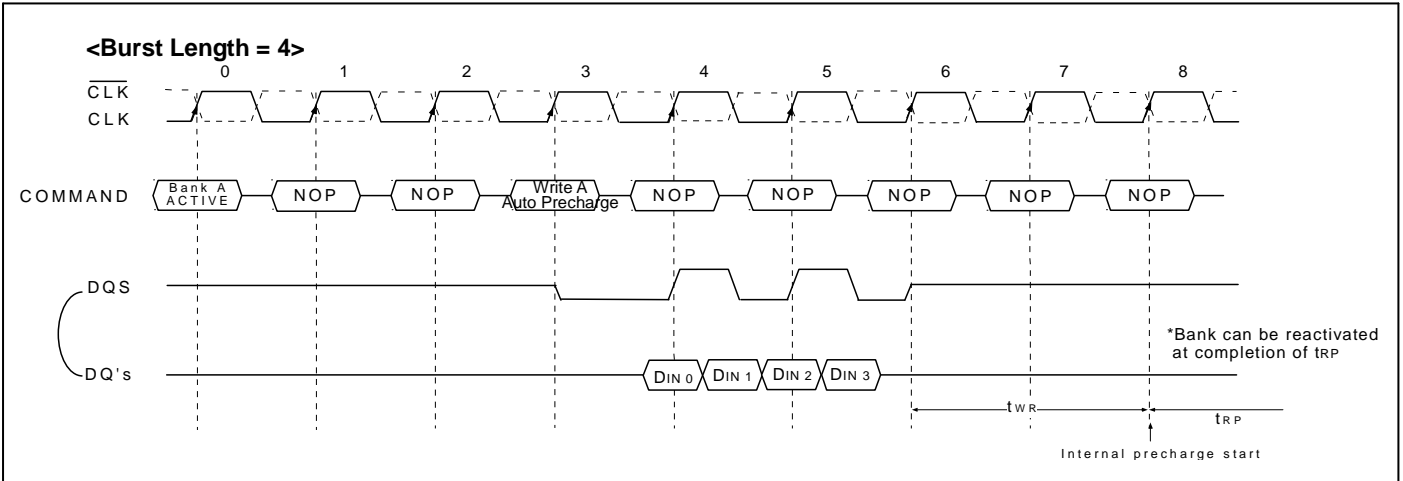 <Burst Length = 4>
0 1 2 3 4 5 6 7 8
CLK
CLK
COMMAND
Bank A
ACTIVE
NOP
NOP
Write A
Auto Precharge
NOP
NOP
NOP
NOP
NOP
DQS
*Bank can be reactivated
at completion of tRP
DQ's
DIN 0 DIN 1 DIN 2 DIN 3
tWR
tRP
Internal precharge start